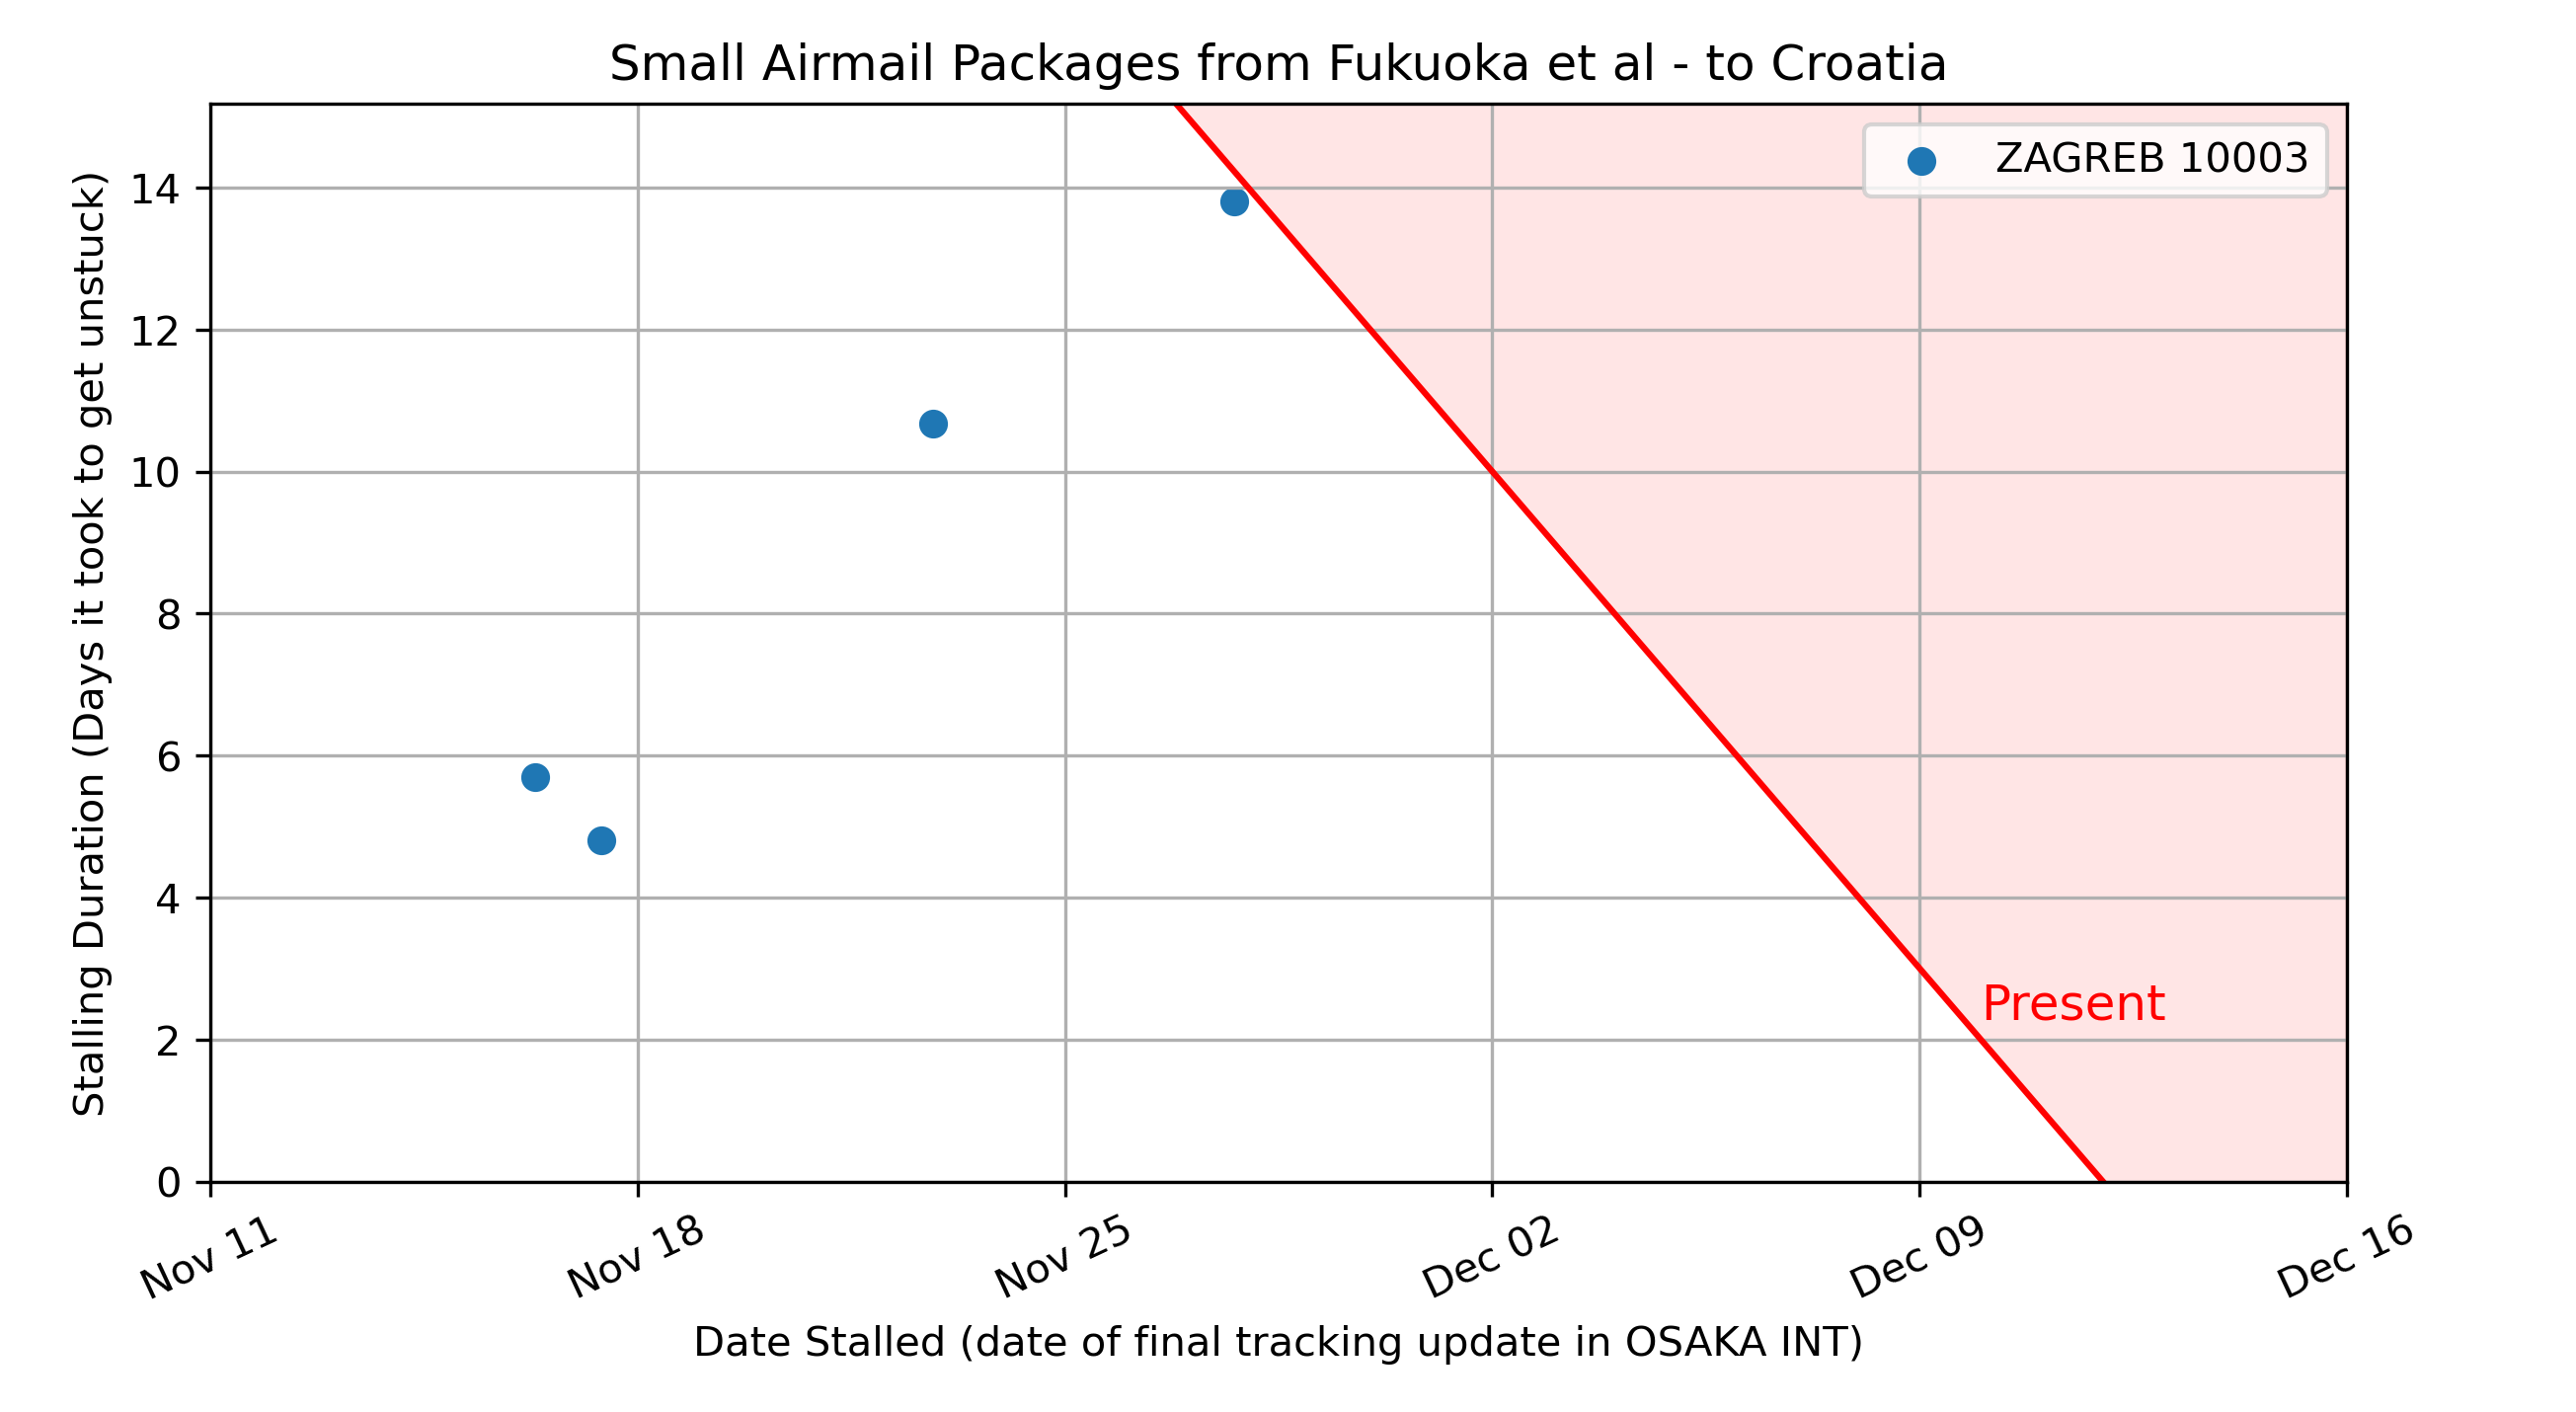 Small Airmail Packages from Fukuoka et al - to Croatia
ZAGREB 10003
Stalling Duration (Days it took to get unstuck)
14
12
10
8
6
4
2
0
Present
Nov 11
Nov 18
Nov 25
Dec 02
Dec 09
Dec 16
Date Stalled (date of final tracking update in OSAKA INT)